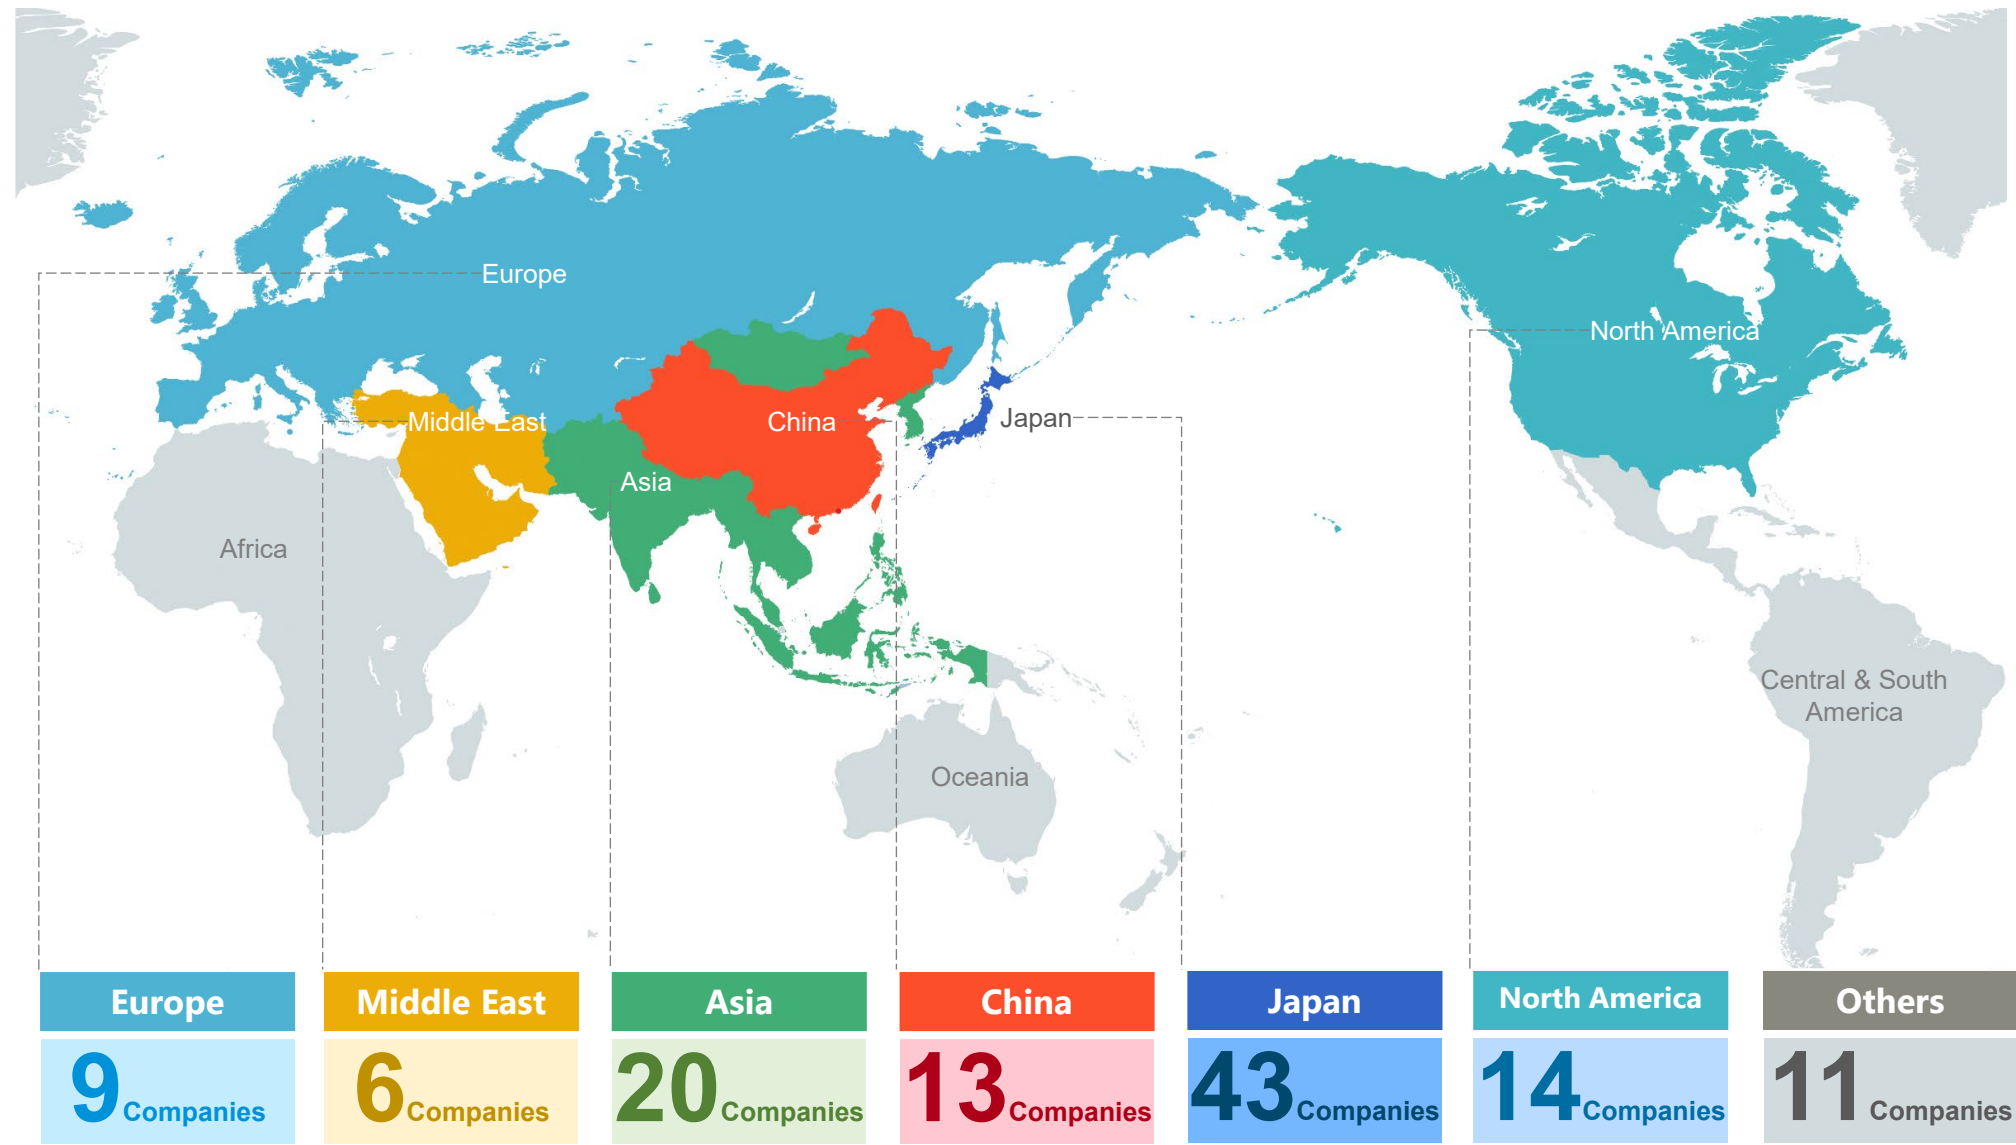 Europe
North America
Middle East
China
Japan
Asia
Africa
Central & South
America
Oceania
Europe
9 Companies
Middle East
6 Companies
Asia
20 Companies
China
13 Companies
Japan
43 Companies
North America
14 Companies
Others
11 Companies